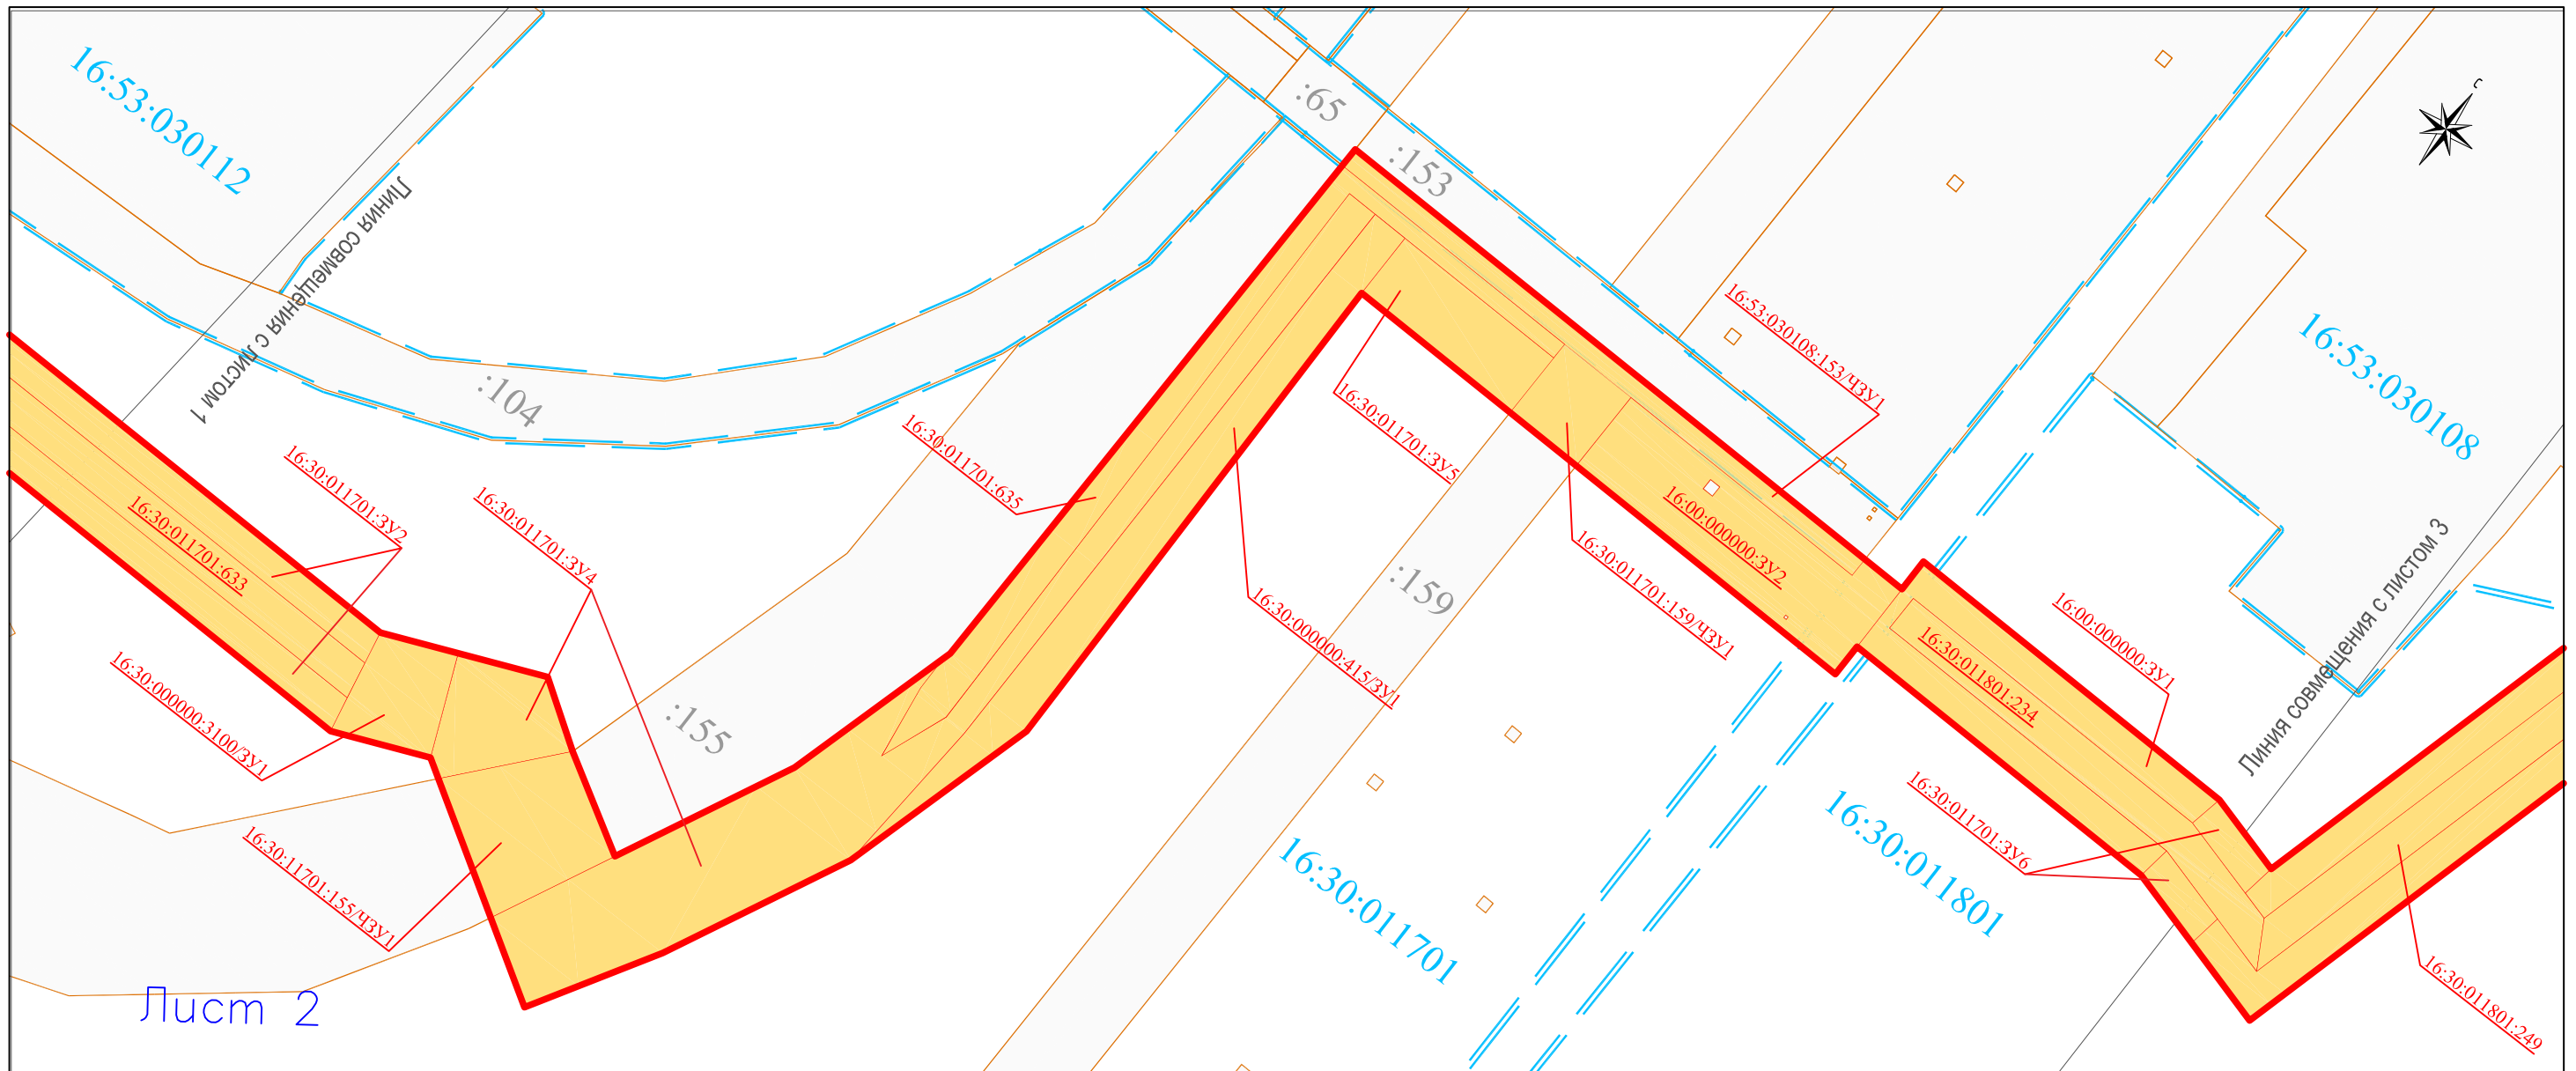 16:53:030112
Линия совмещения с листом 1
:104
:65
:153
с
16:53:030108
16:53:030108:153/ЧЗУ1
16:30:011701:ЗУ2
16:30:011701:633
16:30:011701:ЗУ4
16:30:011701:635
16:30:011701:ЗУ5
16:00:000000:ЗУ2
16:30:011701:159/ЧЗУ1
:159
16:30:000000:415/ЗУ1
16:30:000000:3100/ЗУ1
:155
16:30:11701:155/ЧЗУ1
16:30:011801:234
16:00:000000:ЗУ1
Линия совмещения с листом 3
16:30:011701:ЗУ6
16:30:011701
16:30:011801
16:30:011801:249
Лист 2